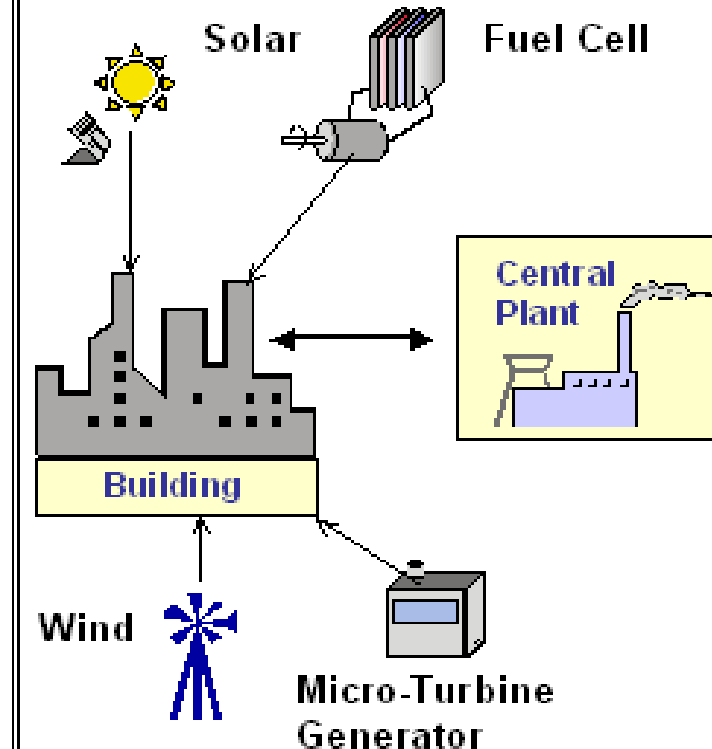 Solar
Fuel Cell
Central
Plant
Building
Wind
Micro-Turbine
Generator